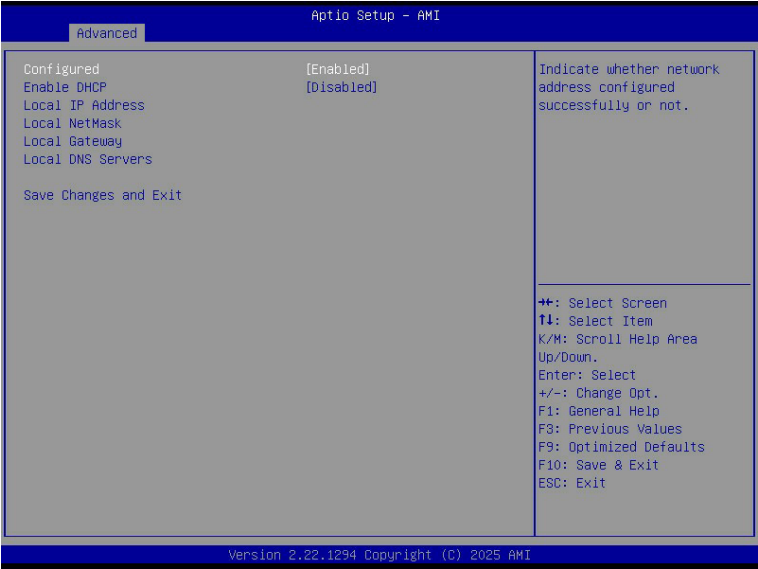 Aptio Setup – AMI
Advanced
Configured [Enabled]
Enable DHCP [Disabled]
Local IP Address
Local NetMask
Local Gateway
Local DNS Servers
Save Changes and Exit
Indicate whether network
address configured
successfully or not.
→←: Select Screen
↑↓: Select Item
K/M: Scroll Help Area
Up/Down.
Enter: Select
+/-: Change Opt.
F1: General Help
F3: Previous Values
F9: Optimized Defaults
F10: Save & Exit
ESC: Exit
Version 2.22.1294 Copyright (C) 2025 AMI